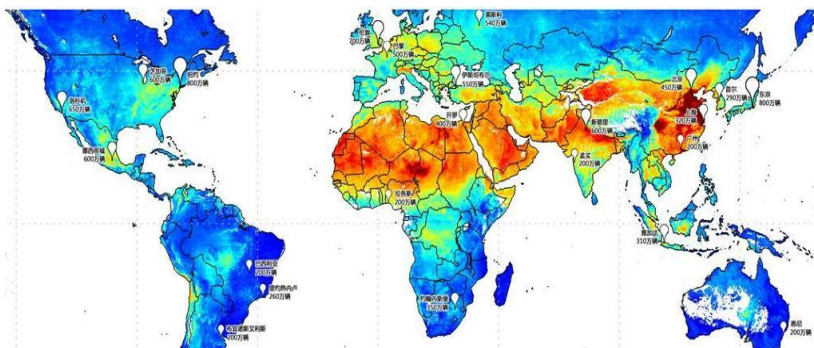 莫斯科
540万辆
伦敦
700万辆
巴黎
500万辆
芝加哥
600万辆
纽约
800万辆
洛杉矶
650万辆
伊斯坦布尔
550万辆
北京
450万辆
首尔
290万辆
东京
800万辆
开罗
400万辆
新德里
600万辆
上海
320万辆
广州
200万辆
墨西哥城
600万辆
孟买
200万辆
拉各斯
200万辆
雅加达
310万辆
巴西利亚
里约热内卢
260万辆
约翰内斯堡
350万辆
布宜诺斯艾利斯
200万辆
悉尼
200万辆